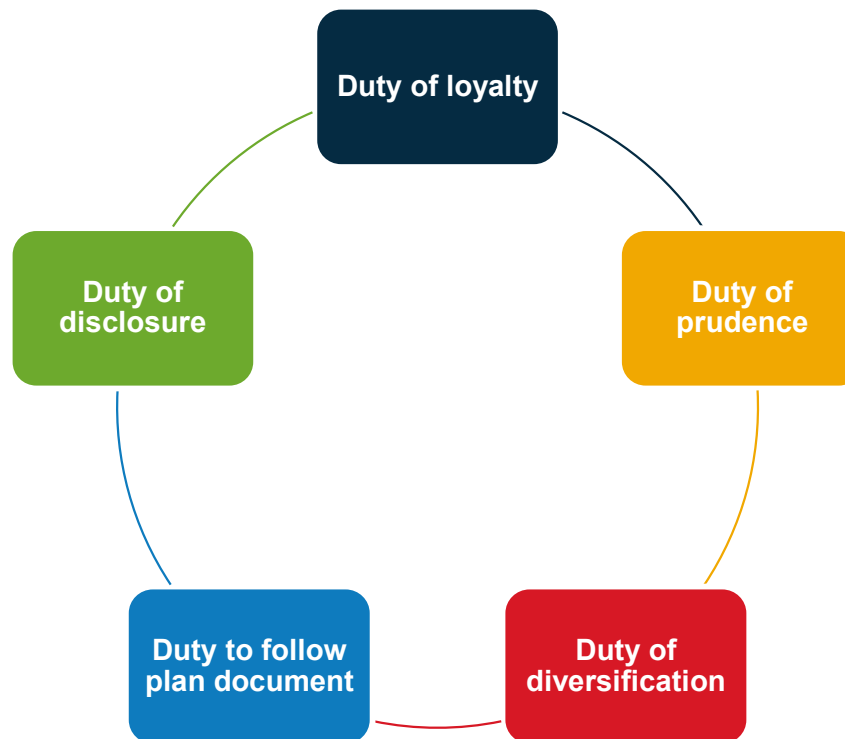 Duty of loyalty
Duty of
prudence
Duty of
diversification
Duty to follow
plan document
Duty of
disclosure